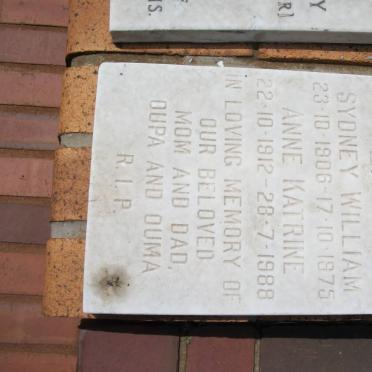 Y
R]
IS.
SYDNEY WILLIAM
23·10·1906-17·10·1975
ANNE KATRINE
22·10·1912-28·7·1988
IN LOVING MEMORY OF
OUR BELOVED
MOM AND DAD,
OUPA AND OUMA
R.I.P.